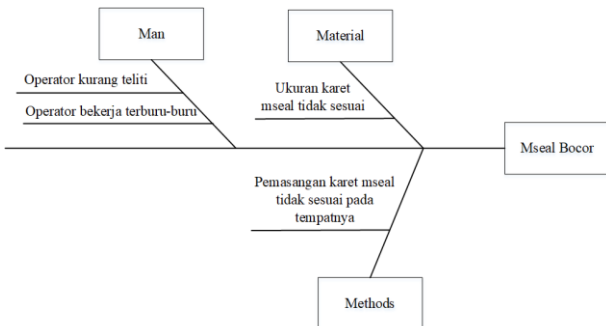 Man
Material
Operator kurang teliti
Operator bekerja terburu-buru
Ukuran karet
mseal tidak sesuai
Mseal Bocor
Pemasangan karet mseal
tidak sesuai pada
tempatnya
Methods